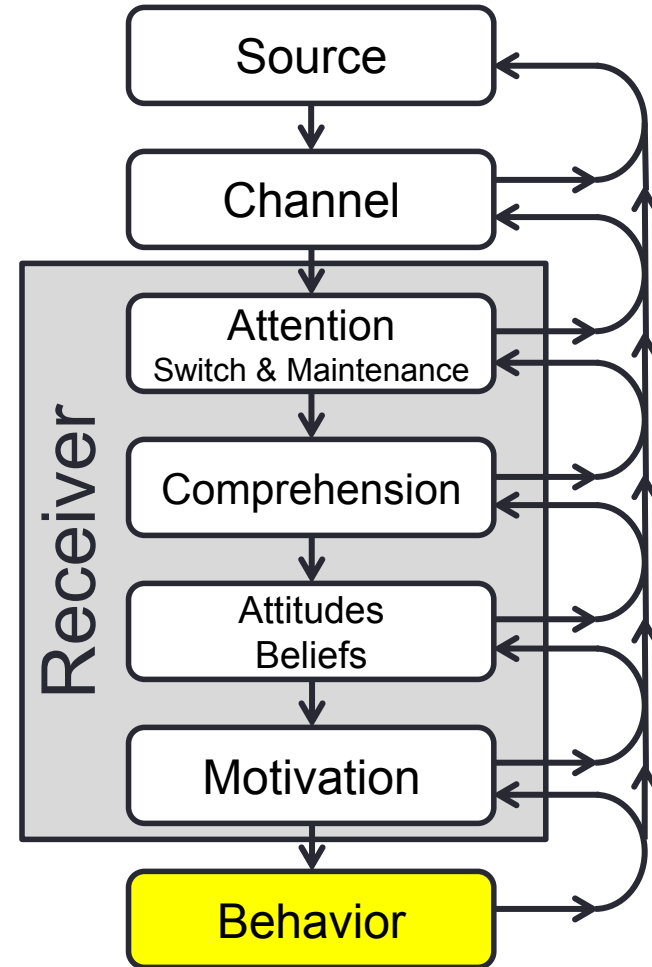 Source
Channel
Receiver
Attention
Switch & Maintenance
Comprehension
Attitudes
Beliefs
Motivation
Behavior